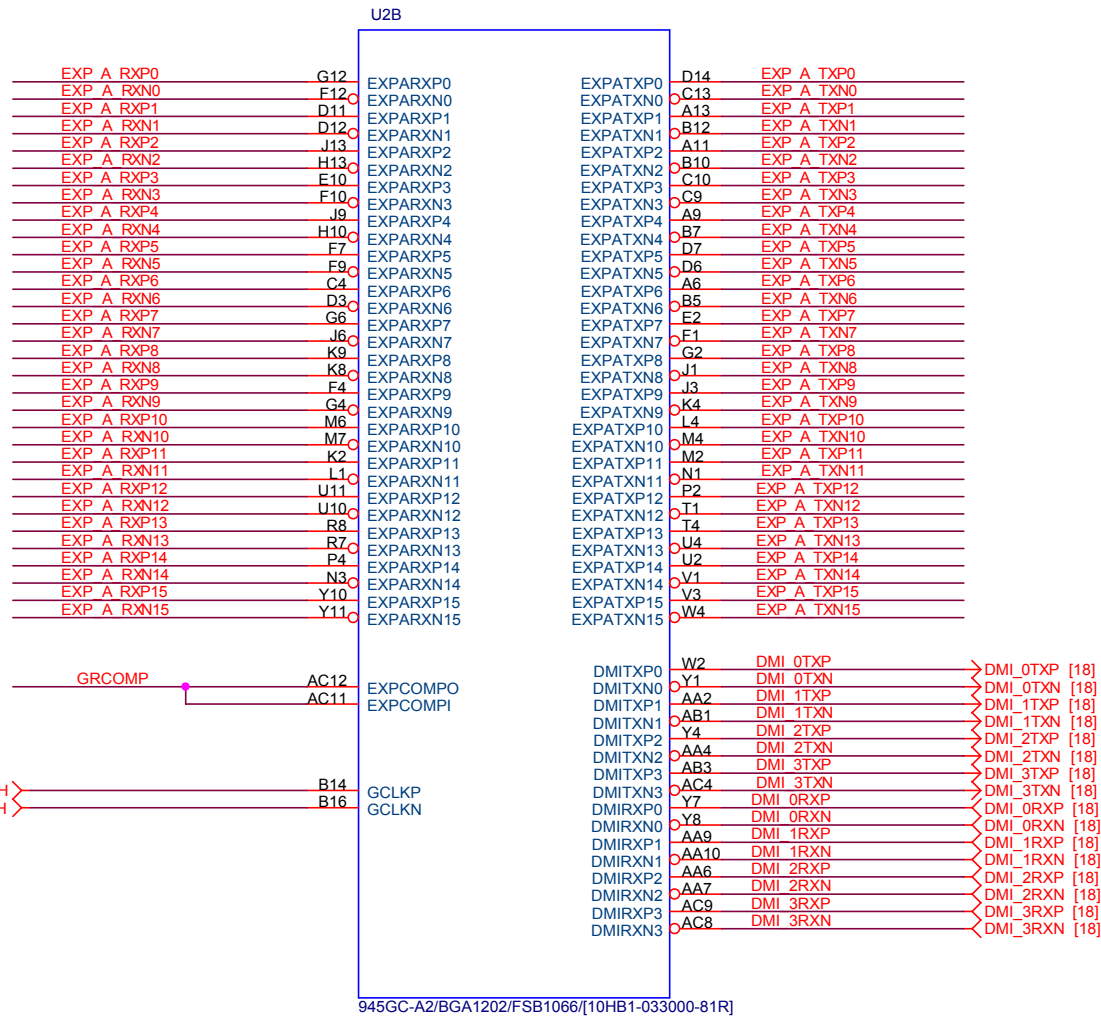 U2B
EXP_A_RXP0 G12 EXPARXP0 EXPATXP0 D14 EXP_A_TXP0
EXP_A_RXN0 F12 EXPARXN0 EXPATXN0 C13 EXP_A_TXN0
EXP_A_RXP1 D11 EXPARXP1 EXPATXP1 A13 EXP_A_TXP1
EXP_A_RXN1 D12 EXPARXN1 EXPATXN1 B12 EXP_A_TXN1
EXP_A_RXP2 J13 EXPARXP2 EXPATXP2 A11 EXP_A_TXP2
EXP_A_RXN2 H13 EXPARXN2 EXPATXN2 B10 EXP_A_TXN2
EXP_A_RXP3 E10 EXPARXP3 EXPATXP3 C10 EXP_A_TXP3
EXP_A_RXN3 F10 EXPARXN3 EXPATXN3 C9 EXP_A_TXN3
EXP_A_RXP4 J9 EXPARXP4 EXPATXP4 A9 EXP_A_TXP4
EXP_A_RXN4 H10 EXPARXN4 EXPATXN4 B7 EXP_A_TXN4
EXP_A_RXP5 F7 EXPARXP5 EXPATXP5 D7 EXP_A_TXP5
EXP_A_RXN5 F9 EXPARXN5 EXPATXN5 D6 EXP_A_TXN5
EXP_A_RXP6 C4 EXPARXP6 EXPATXP6 A6 EXP_A_TXP6
EXP_A_RXN6 D3 EXPARXN6 EXPATXN6 B5 EXP_A_TXN6
EXP_A_RXP7 G6 EXPARXP7 EXPATXP7 E2 EXP_A_TXP7
EXP_A_RXN7 J6 EXPARXN7 EXPATXN7 F1 EXP_A_TXN7
EXP_A_RXP8 K9 EXPARXP8 EXPATXP8 G2 EXP_A_TXP8
EXP_A_RXN8 K8 EXPARXN8 EXPATXN8 J1 EXP_A_TXN8
EXP_A_RXP9 F4 EXPARXP9 EXPATXP9 J3 EXP_A_TXP9
EXP_A_RXN9 G4 EXPARXN9 EXPATXN9 K4 EXP_A_TXN9
EXP_A_RXP10 M6 EXPARXP10 EXPATXP10 L4 EXP_A_TXP10
EXP_A_RXN10 M7 EXPARXN10 EXPATXN10 M4 EXP_A_TXN10
EXP_A_RXP11 K2 EXPARXP11 EXPATXP11 M2 EXP_A_TXP11
EXP_A_RXN11 L1 EXPARXN11 EXPATXN11 N1 EXP_A_TXN11
EXP_A_RXP12 U11 EXPARXP12 EXPATXP12 P2 EXP_A_TXP12
EXP_A_RXN12 U10 EXPARXN12 EXPATXN12 T1 EXP_A_TXN12
EXP_A_RXP13 R8 EXPARXP13 EXPATXP13 T4 EXP_A_TXP13
EXP_A_RXN13 R7 EXPARXN13 EXPATXN13 U4 EXP_A_TXN13
EXP_A_RXP14 P4 EXPARXP14 EXPATXP14 U2 EXP_A_TXP14
EXP_A_RXN14 N3 EXPARXN14 EXPATXN14 V1 EXP_A_TXN14
EXP_A_RXP15 Y10 EXPARXP15 EXPATXP15 V3 EXP_A_TXP15
EXP_A_RXN15 Y11 EXPARXN15 EXPATXN15 W4 EXP_A_TXN15
DMITXP0 W2 DMI_0TXP DMI_0TXP [18]
GRCOMP AC12 EXPCOMPO DMITXN0 Y1 DMI_0TXN DMI_0TXN [18]
AC11 EXPCOMPI DMITXP1 AA2 DMI_1TXP DMI_1TXP [18]
DMITXN1 AB1 DMI_1TXN DMI_1TXN [18]
DMITXP2 Y4 DMI_2TXP DMI_2TXP [18]
DMITXN2 AA4 DMI_2TXN DMI_2TXN [18]
DMITXP3 AB3 DMI_3TXP DMI_3TXP [18]
H B14 GCLKP DMITXN3 AC4 DMI_3TXN DMI_3TXN [18]
H B16 GCLKN DMIRXP0 Y7 DMI_0RXP DMI_0RXP [18]
DMIRXN0 Y8 DMI_0RXN DMI_0RXN [18]
DMIRXP1 AA9 DMI_1RXP DMI_1RXP [18]
DMIRXN1 AA10 DMI_1RXN DMI_1RXN [18]
DMIRXP2 AA6 DMI_2RXP DMI_2RXP [18]
DMIRXN2 AA7 DMI_2RXN DMI_2RXN [18]
DMIRXP3 AC9 DMI_3RXP DMI_3RXP [18]
DMIRXN3 AC8 DMI_3RXN DMI_3RXN [18]
945GC-A2/BGA1202/FSB1066/[10HB1-033000-81R]